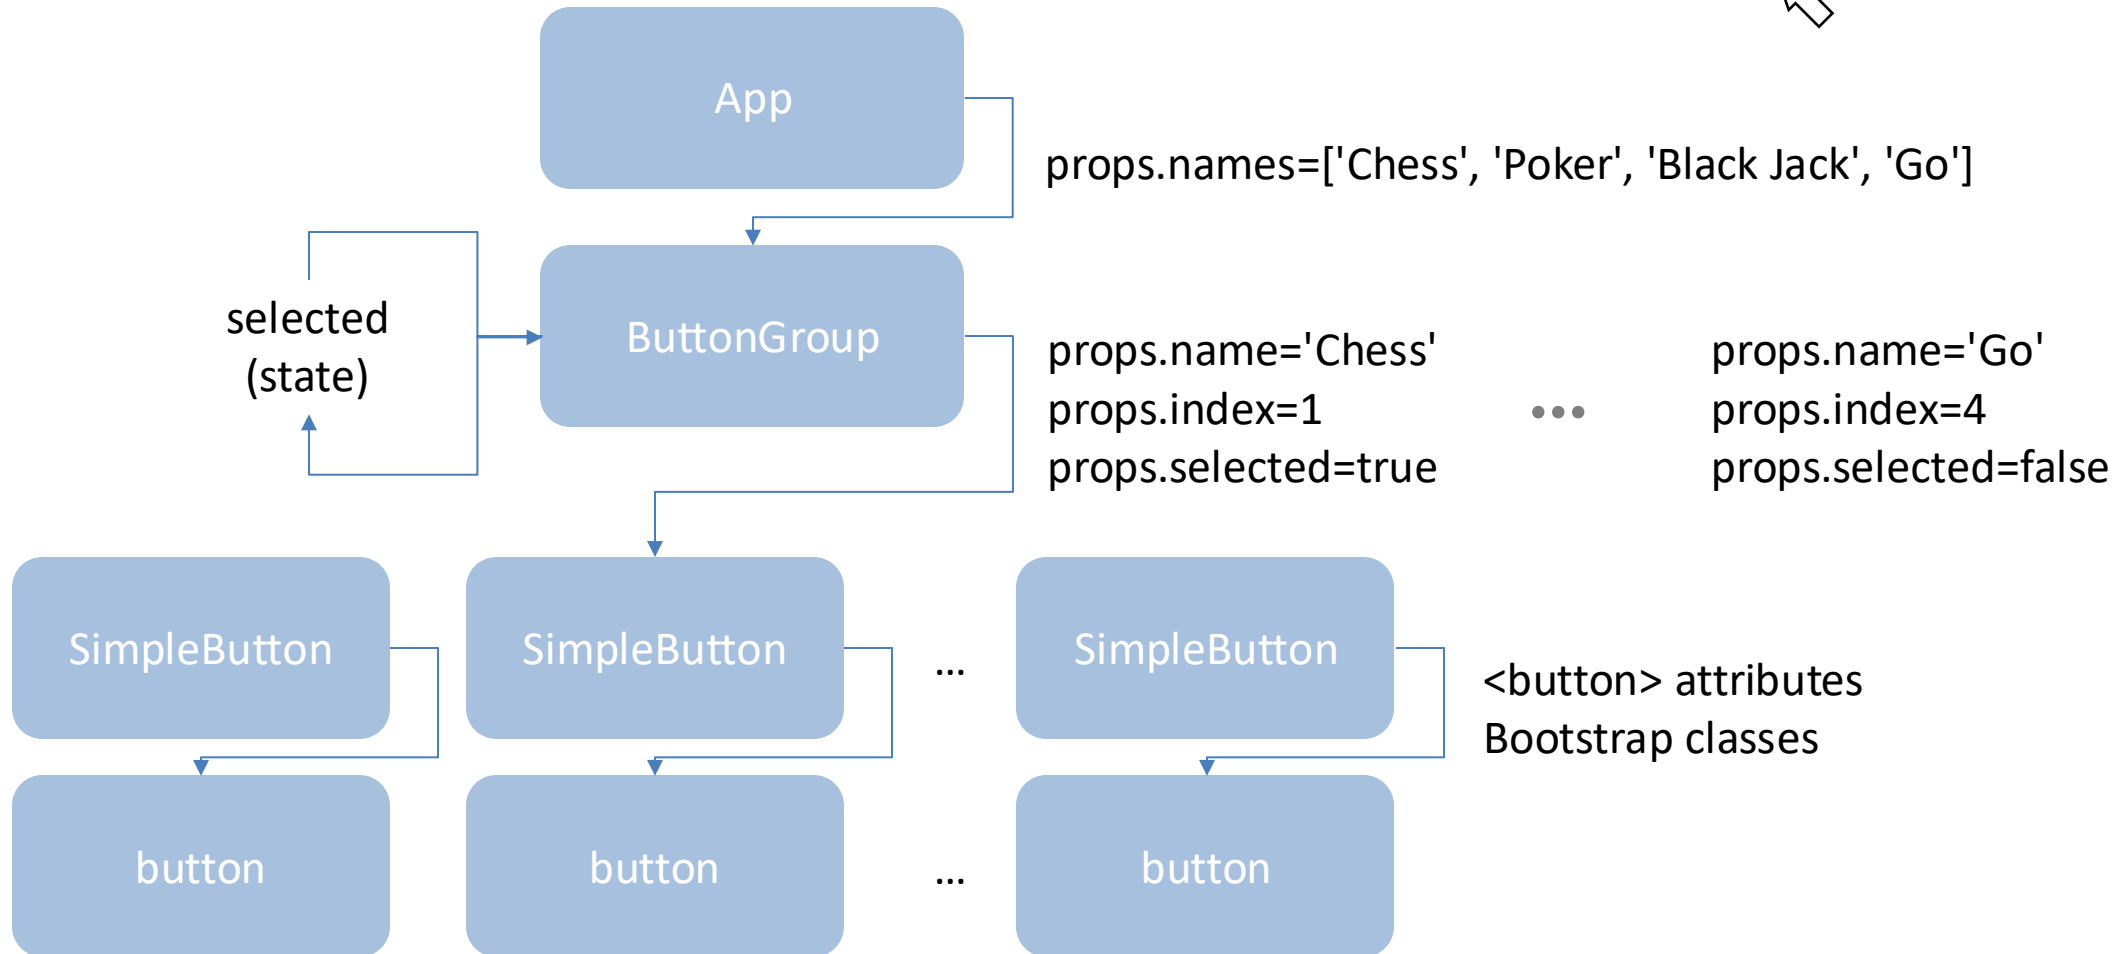 App
props.names=['Chess', 'Poker', 'Black Jack', 'Go']
selected
(state)
ButtonGroup
props.name='Chess'
props.index=1
props.selected=true
...
props.name='Go'
props.index=4
props.selected=false
SimpleButton
SimpleButton
...
SimpleButton
<button> attributes
Bootstrap classes
button
button
...
button